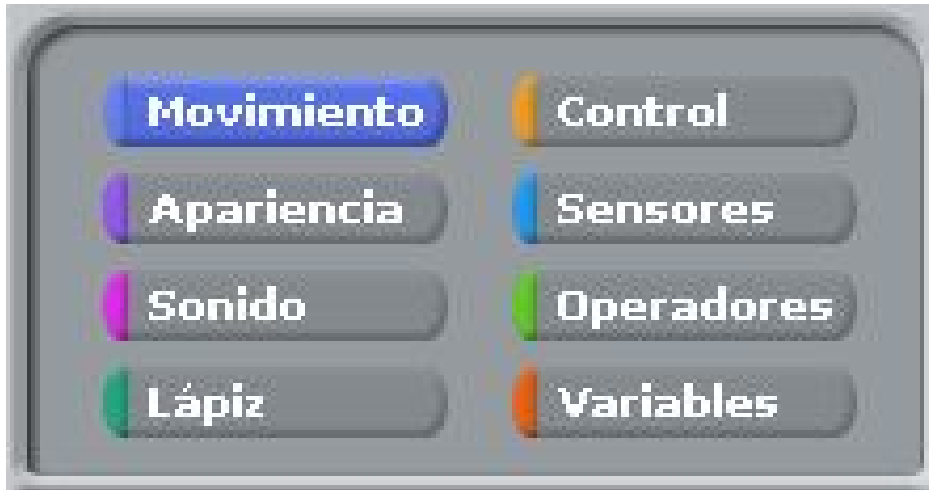 Movimiento
Control
Apariencia
Sensores
Sonido
Operadores
Lápiz
Variables